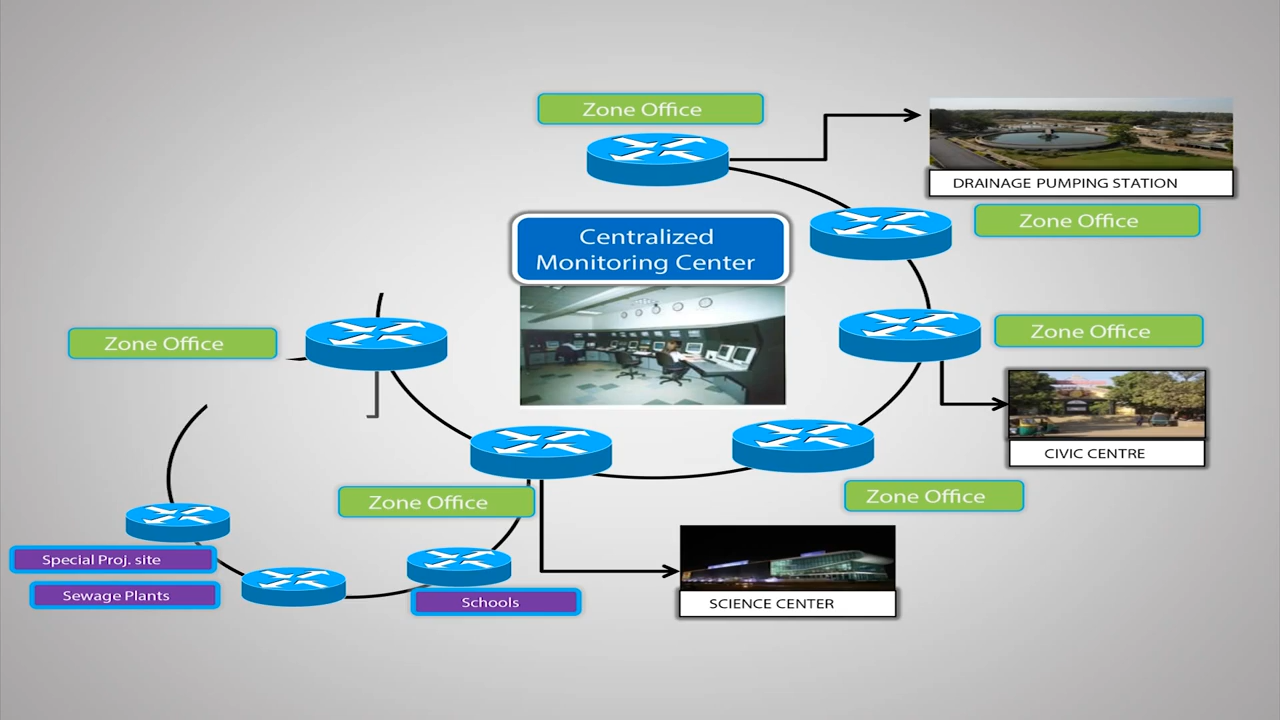 Zone Office
DRAINAGE PUMPING STATION
Zone Office
Centralized
Monitoring Center
Zone Office
Zone Office
CIVIC CENTRE
Zone Office
Zone Office
Special Proj. site
Sewage Plants
Schools
SCIENCE CENTER